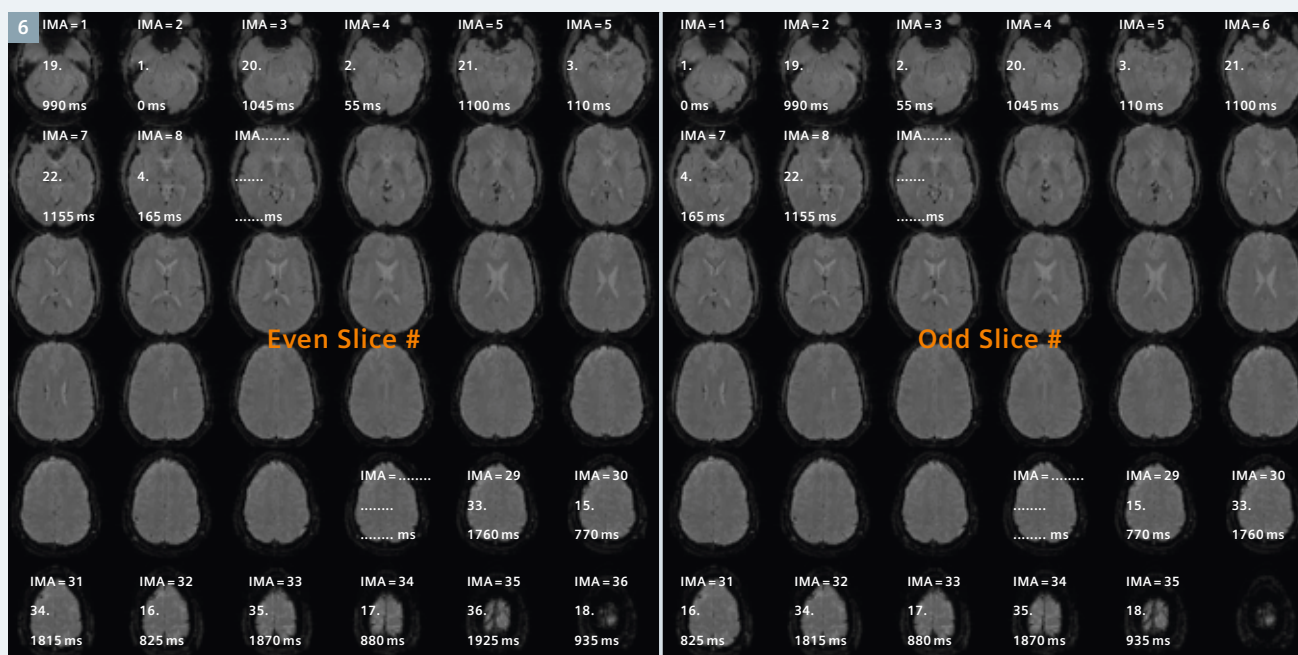 6
IMA=1 IMA=2 IMA=3 IMA=4 IMA=5 IMA=5
19. 1. 20. 2. 21. 3.
990 ms 0 ms 1045 ms 55 ms 1100 ms 110 ms
IMA=7 IMA=8 IMA.......
22. 4. .......
1155 ms 165 ms .......ms
Even Slice #
IMA=........ IMA=29 IMA=30
........ 33. 15.
........ ms 1760 ms 770 ms
IMA=31 IMA=32 IMA=33 IMA=34 IMA=35 IMA=36
34. 16. 35. 17. 36. 18.
1815 ms 825 ms 1870 ms 880 ms 1925 ms 935 ms
IMA=1 IMA=2 IMA=3 IMA=4 IMA=5 IMA=6
1. 19. 2. 20. 3. 21.
0 ms 990 ms 55 ms 1045 ms 110 ms 1100 ms
IMA=7 IMA=8 IMA.......
4. 22. .......
165 ms 1155 ms .......ms
Odd Slice #
IMA=........ IMA=29 IMA=30
........ 15. 33.
........ ms 770 ms 1760 ms
IMA=31 IMA=32 IMA=33 IMA=34 IMA=35
16. 34. 17. 35. 18.
825 ms 1815 ms 880 ms 1870 ms 935 ms